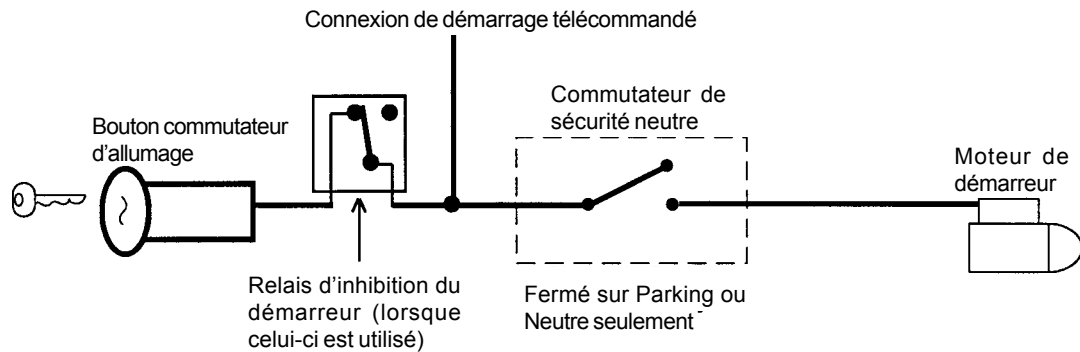 Connexion de démarrage télécommandé
Commutateur de
sécurité neutre
Bouton commutateur
d'allumage
Moteur de
démarreur
Relais d'inhibition du
démarreur (lorsque
celui-ci est utilisé)
Fermé sur Parking ou
Neutre seulement